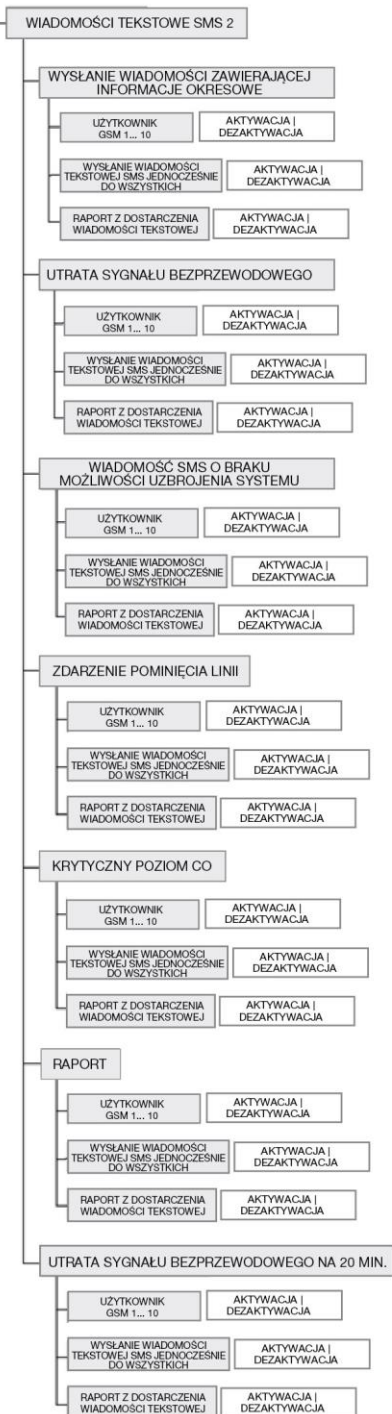 WIADOMOŚCI TEKSTOWE SMS 2
WYSŁANIE WIADOMOŚCI ZAWIERAJĄCEJ
INFORMACJE OKRESOWE
UŻYTKOWNIK
GSM 1... 10
AKTYWACJA |
DEZAKTYWACJA
WYSŁANIE WIADOMOŚCI
TEKSTOWEJ SMS JEDNOCZEŚNIE
DO WSZYSTKICH
AKTYWACJA |
DEZAKTYWACJA
RAPORT Z DOSTARCZENIA
WIADOMOŚCI TEKSTOWEJ
AKTYWACJA |
DEZAKTYWACJA
UTRATA SYGNAŁU BEZPRZEWODOWEGO
UŻYTKOWNIK
GSM 1... 10
AKTYWACJA |
DEZAKTYWACJA
WYSŁANIE WIADOMOŚCI
TEKSTOWEJ SMS JEDNOCZEŚNIE
DO WSZYSTKICH
AKTYWACJA |
DEZAKTYWACJA
RAPORT Z DOSTARCZENIA
WIADOMOŚCI TEKSTOWEJ
AKTYWACJA |
DEZAKTYWACJA
WIADOMOŚĆ SMS O BRAKU
MOŻLIWOŚCI UZBROJENIA SYSTEMU
UŻYTKOWNIK
GSM 1... 10
AKTYWACJA |
DEZAKTYWACJA
WYSŁANIE WIADOMOŚCI
TEKSTOWEJ SMS JEDNOCZEŚNIE
DO WSZYSTKICH
AKTYWACJA |
DEZAKTYWACJA
RAPORT Z DOSTARCZENIA
WIADOMOŚCI TEKSTOWEJ
AKTYWACJA |
DEZAKTYWACJA
ZDARZENIE POMINIĘCIA LINII
UŻYTKOWNIK
GSM 1... 10
AKTYWACJA |
DEZAKTYWACJA
WYSŁANIE WIADOMOŚCI
TEKSTOWEJ SMS JEDNOCZEŚNIE
DO WSZYSTKICH
AKTYWACJA |
DEZAKTYWACJA
RAPORT Z DOSTARCZENIA
WIADOMOŚCI TEKSTOWEJ
AKTYWACJA |
DEZAKTYWACJA
KRYTYCZNY POZIOM CO
UŻYTKOWNIK
GSM 1... 10
AKTYWACJA |
DEZAKTYWACJA
WYSŁANIE WIADOMOŚCI
TEKSTOWEJ SMS JEDNOCZEŚNIE
DO WSZYSTKICH
AKTYWACJA |
DEZAKTYWACJA
RAPORT Z DOSTARCZENIA
WIADOMOŚCI TEKSTOWEJ
AKTYWACJA |
DEZAKTYWACJA
RAPORT
UŻYTKOWNIK
GSM 1... 10
AKTYWACJA |
DEZAKTYWACJA
WYSŁANIE WIADOMOŚCI
TEKSTOWEJ SMS JEDNOCZEŚNIE
DO WSZYSTKICH
AKTYWACJA |
DEZAKTYWACJA
RAPORT Z DOSTARCZENIA
WIADOMOŚCI TEKSTOWEJ
AKTYWACJA |
DEZAKTYWACJA
UTRATA SYGNAŁU BEZPRZEWODOWEGO NA 20 MIN.
UŻYTKOWNIK
GSM 1... 10
AKTYWACJA |
DEZAKTYWACJA
WYSŁANIE WIADOMOŚCI
TEKSTOWEJ SMS JEDNOCZEŚNIE
DO WSZYSTKICH
AKTYWACJA |
DEZAKTYWACJA
RAPORT Z DOSTARCZENIA
WIADOMOŚCI TEKSTOWEJ
AKTYWACJA |
DEZAKTYWACJA